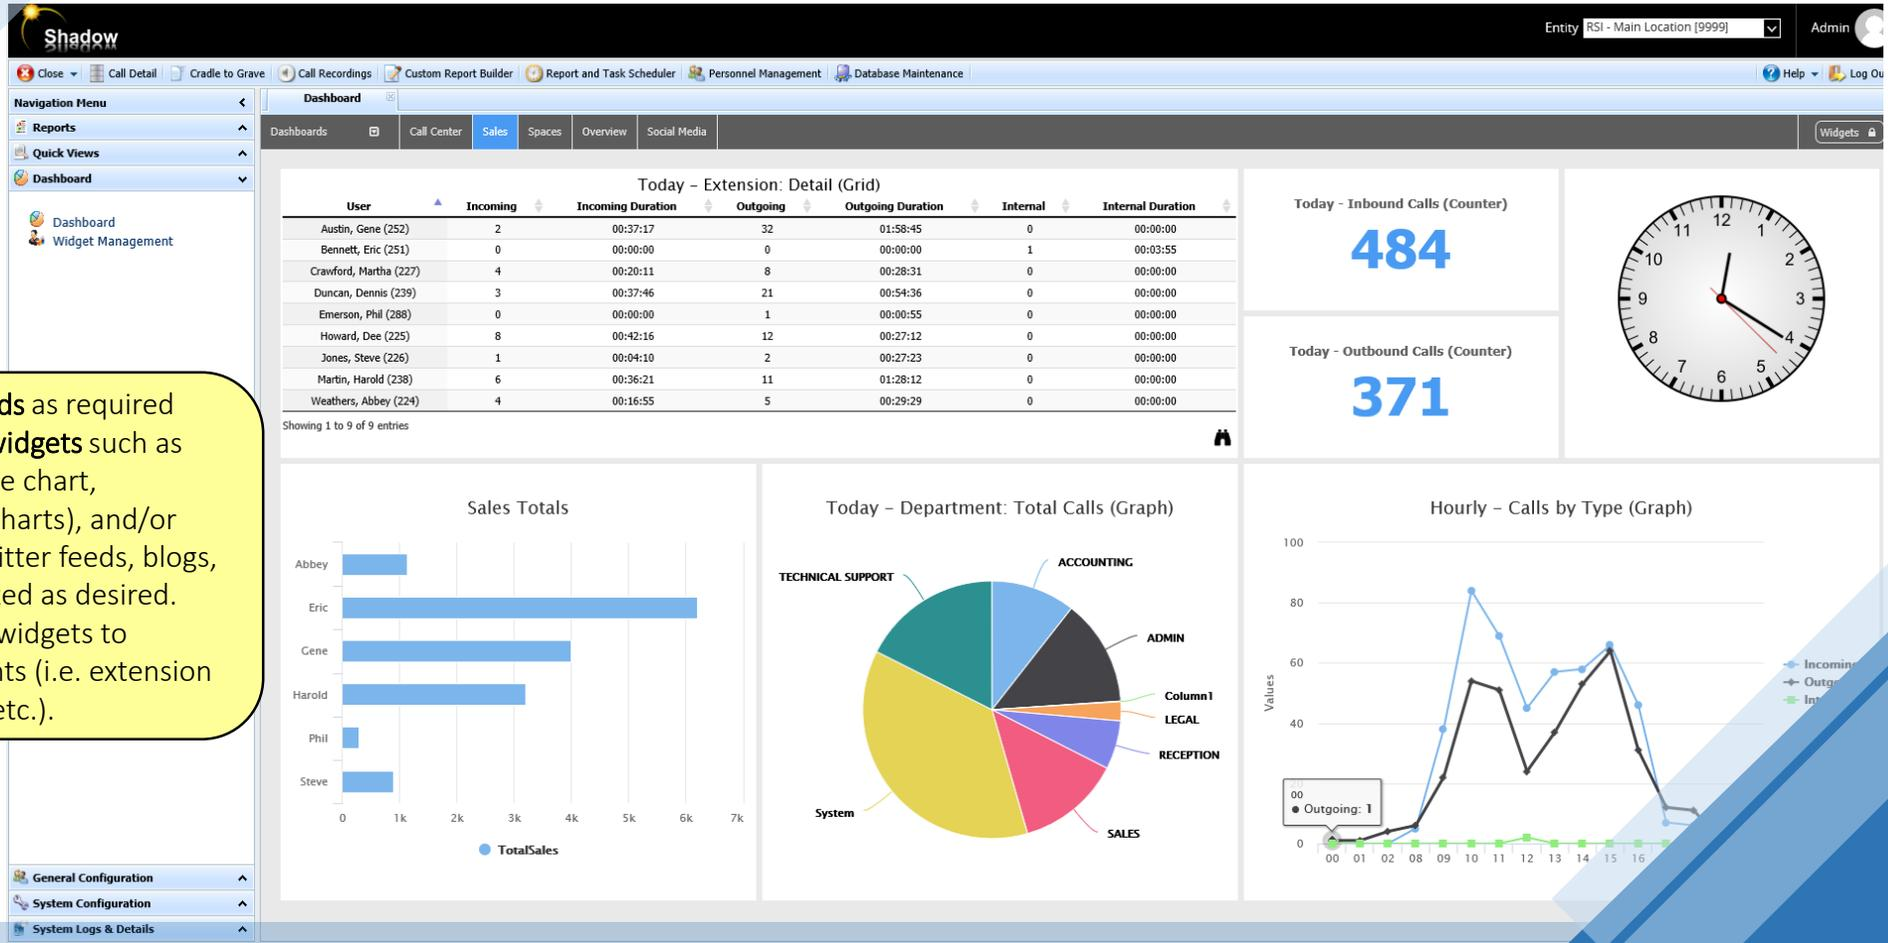 Shadow
Entity RSI - Main Location [9999] Admin
Close Call Detail Cradle to Grave Call Recordings Custom Report Builder Report and Task Scheduler Personnel Management Database Maintenance Help Log Ou
Navigation Menu
Reports
Quick Views
Dashboard
Dashboard
Widget Management
ds as required
widgets such as
e chart,
harts), and/or
itter feeds, blogs,
ed as desired.
widgets to
nts (i.e. extension
etc.).
General Configuration
System Configuration
System Logs & Details
Dashboard
Dashboards Call Center Sales Spaces Overview Social Media Widgets
Today - Extension: Detail (Grid)
User Incoming Incoming Duration Outgoing Outgoing Duration Internal Internal Duration
Austin, Gene (252) 2 00:37:17 32 01:58:45 0 00:00:00
Bennett, Eric (251) 0 00:00:00 0 00:00:00 1 00:03:55
Crawford, Martha (227) 4 00:20:11 8 00:28:31 0 00:00:00
Duncan, Dennis (239) 3 00:37:46 21 00:54:36 0 00:00:00
Emerson, Phil (288) 0 00:00:00 1 00:00:55 0 00:00:00
Howard, Dee (225) 8 00:42:16 12 00:27:12 0 00:00:00
Jones, Steve (226) 1 00:04:10 2 00:27:23 0 00:00:00
Martin, Harold (238) 6 00:36:21 11 01:28:12 0 00:00:00
Weathers, Abbey (224) 4 00:16:55 5 00:29:29 0 00:00:00
Showing 1 to 9 of 9 entries
Today - Inbound Calls (Counter)
484
Today - Outbound Calls (Counter)
371
12
1
2
3
4
5
6
7
8
9
10
11
Sales Totals
Abbey
Eric
Gene
Harold
Phil
Steve
0 1k 2k 3k 4k 5k 6k 7k
TotalSales
Today - Department: Total Calls (Graph)
ACCOUNTING
TECHNICAL SUPPORT
ADMIN
Column1
LEGAL
RECEPTION
System
SALES
Hourly - Calls by Type (Graph)
Values
100
80
60
40
20
0
00
Outgoing: 1
00 01 02 08 09 10 11 12 13 14 15 16
Incoming
Outg
Int